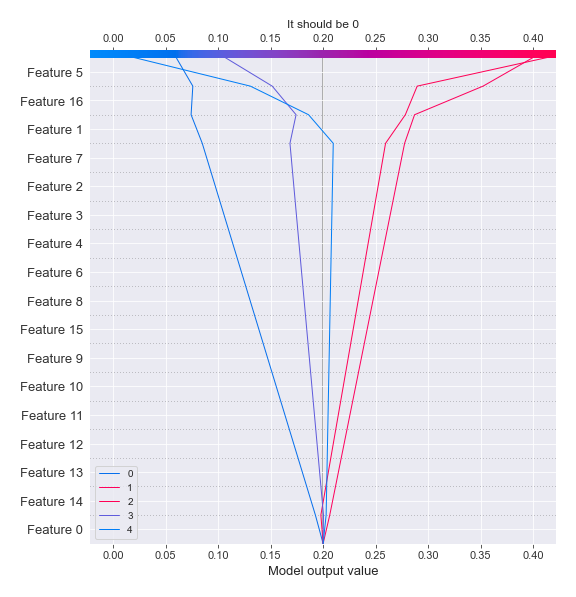 It should be 0
0.00 0.05 0.10 0.15 0.20 0.25 0.30 0.35 0.40
Feature 5
Feature 16
Feature 1
Feature 7
Feature 2
Feature 3
Feature 4
Feature 6
Feature 8
Feature 15
Feature 9
Feature 10
Feature 11
Feature 12
Feature 13
Feature 14
Feature 0
0
1
2
3
4
0.00 0.05 0.10 0.15 0.20 0.25 0.30 0.35 0.40
Model output value